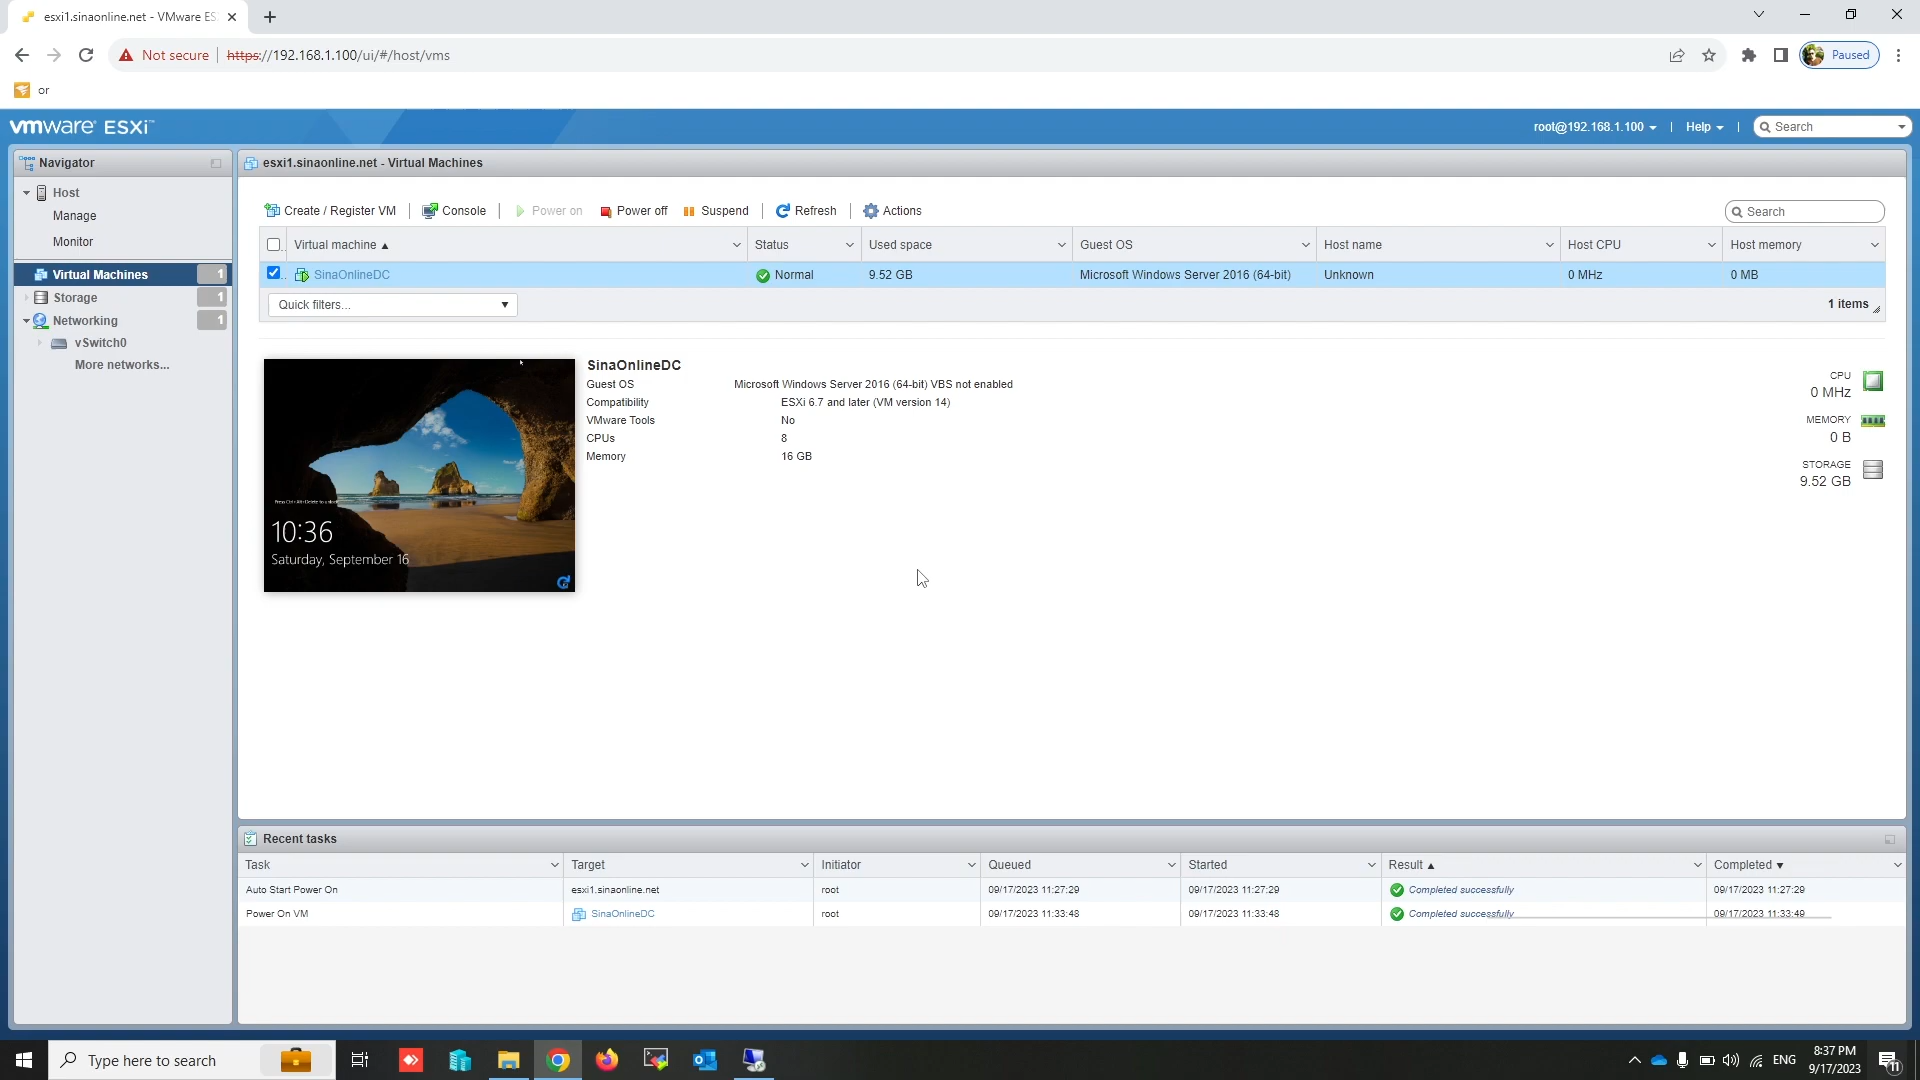 esxi1.sinaonline.net - VMware ES
Not secure https://192.168.1.100/ui/#/host/vms
Paused
or
vmware ESXi™
root@192.168.1.100 | Help | Search
Navigator
Host
Manage
Monitor
Virtual Machines 1
Storage 1
Networking 1
vSwitch0
More networks...
esxi1.sinaonline.net - Virtual Machines
Create / Register VM | Console | Power on Power off Suspend | Refresh | Actions
Search
Virtual machine ▲ Status Used space Guest OS Host name Host CPU Host memory
SinaOnlineDC Normal 9.52 GB Microsoft Windows Server 2016 (64-bit) Unknown 0 MHz 0 MB
Quick filters...
1 items
SinaOnlineDC
Guest OS Microsoft Windows Server 2016 (64-bit) VBS not enabled
Compatibility ESXi 6.7 and later (VM version 14)
VMware Tools No
CPUs 8
Memory 16 GB
CPU
0 MHz
MEMORY
0 B
STORAGE
9.52 GB
Press Ctrl+Alt+Delete to unlock
10:36
Saturday, September 16
Recent tasks
Task Target Initiator Queued Started Result ▲ Completed ▼
Auto Start Power On esxi1.sinaonline.net root 09/17/2023 11:27:29 09/17/2023 11:27:29 Completed successfully 09/17/2023 11:27:29
Power On VM SinaOnlineDC root 09/17/2023 11:33:48 09/17/2023 11:33:48 Completed successfully 09/17/2023 11:33:49
Type here to search
ENG
8:37 PM
9/17/2023
11